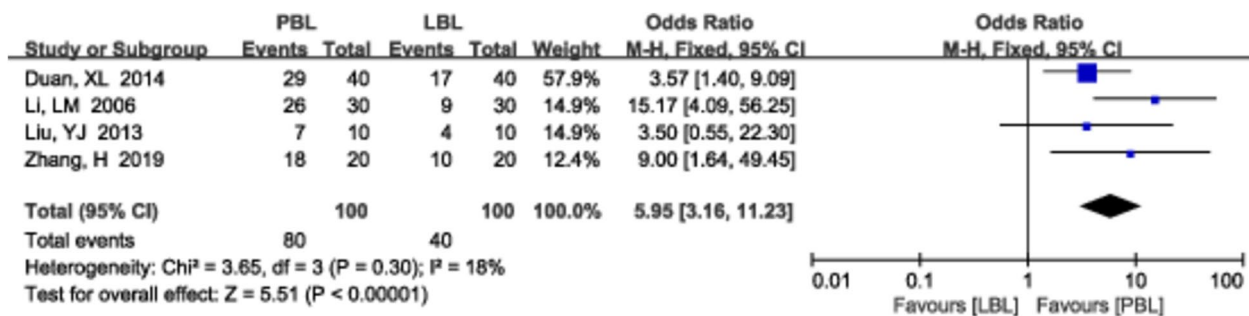 PBL LBL Odds Ratio Odds Ratio
Study or Subgroup Events Total Events Total Weight M-H, Fixed, 95% CI M-H, Fixed, 95% CI
Duan, XL 2014 29 40 17 40 57.9% 3.57 [1.40, 9.09]
Li, LM 2006 26 30 9 30 14.9% 15.17 [4.09, 56.25]
Liu, YJ 2013 7 10 4 10 14.9% 3.50 [0.55, 22.30]
Zhang, H 2019 18 20 10 20 12.4% 9.00 [1.64, 49.45]
Total (95% CI) 100 100 100.0% 5.95 [3.16, 11.23]
Total events 80 40
Heterogeneity: Chi² = 3.65, df = 3 (P = 0.30); I² = 18%
Test for overall effect: Z = 5.51 (P < 0.00001)
0.01 0.1 1 10 100
Favours [LBL] Favours [PBL]